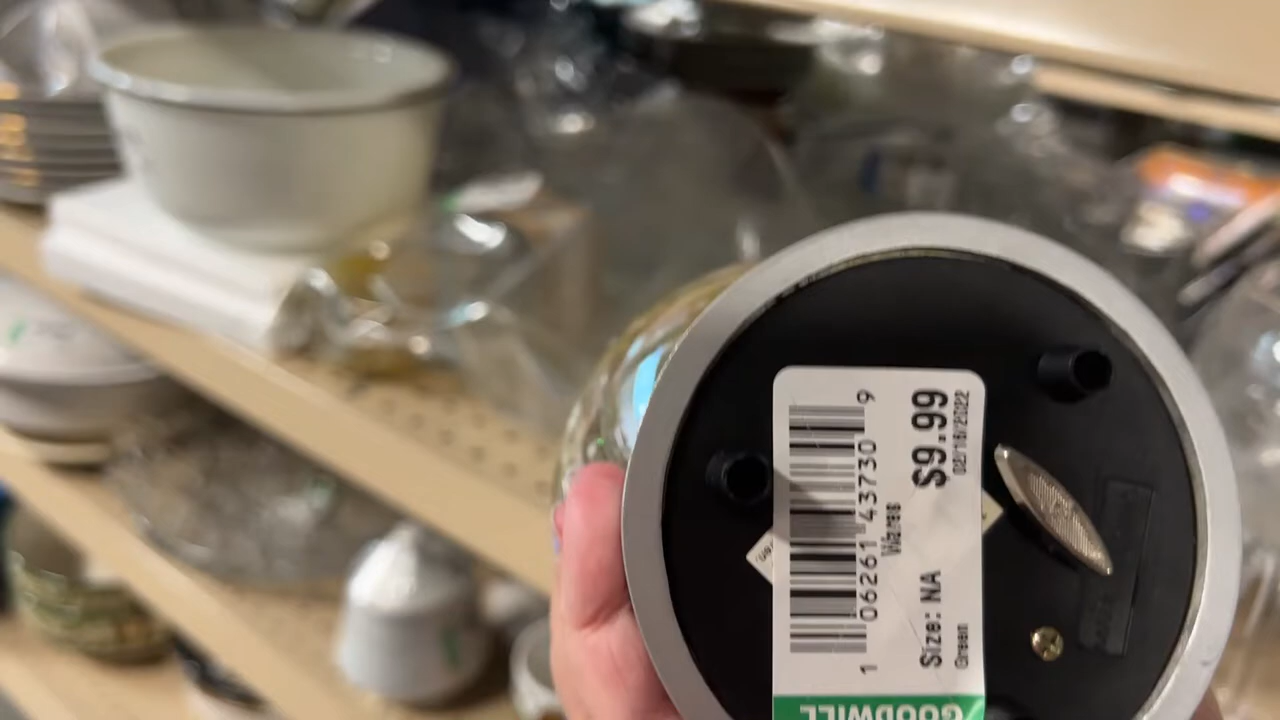 $9.99
02/16/2022
Wares
Size: NA
Green
1 06261 43730 9
GOODWILL